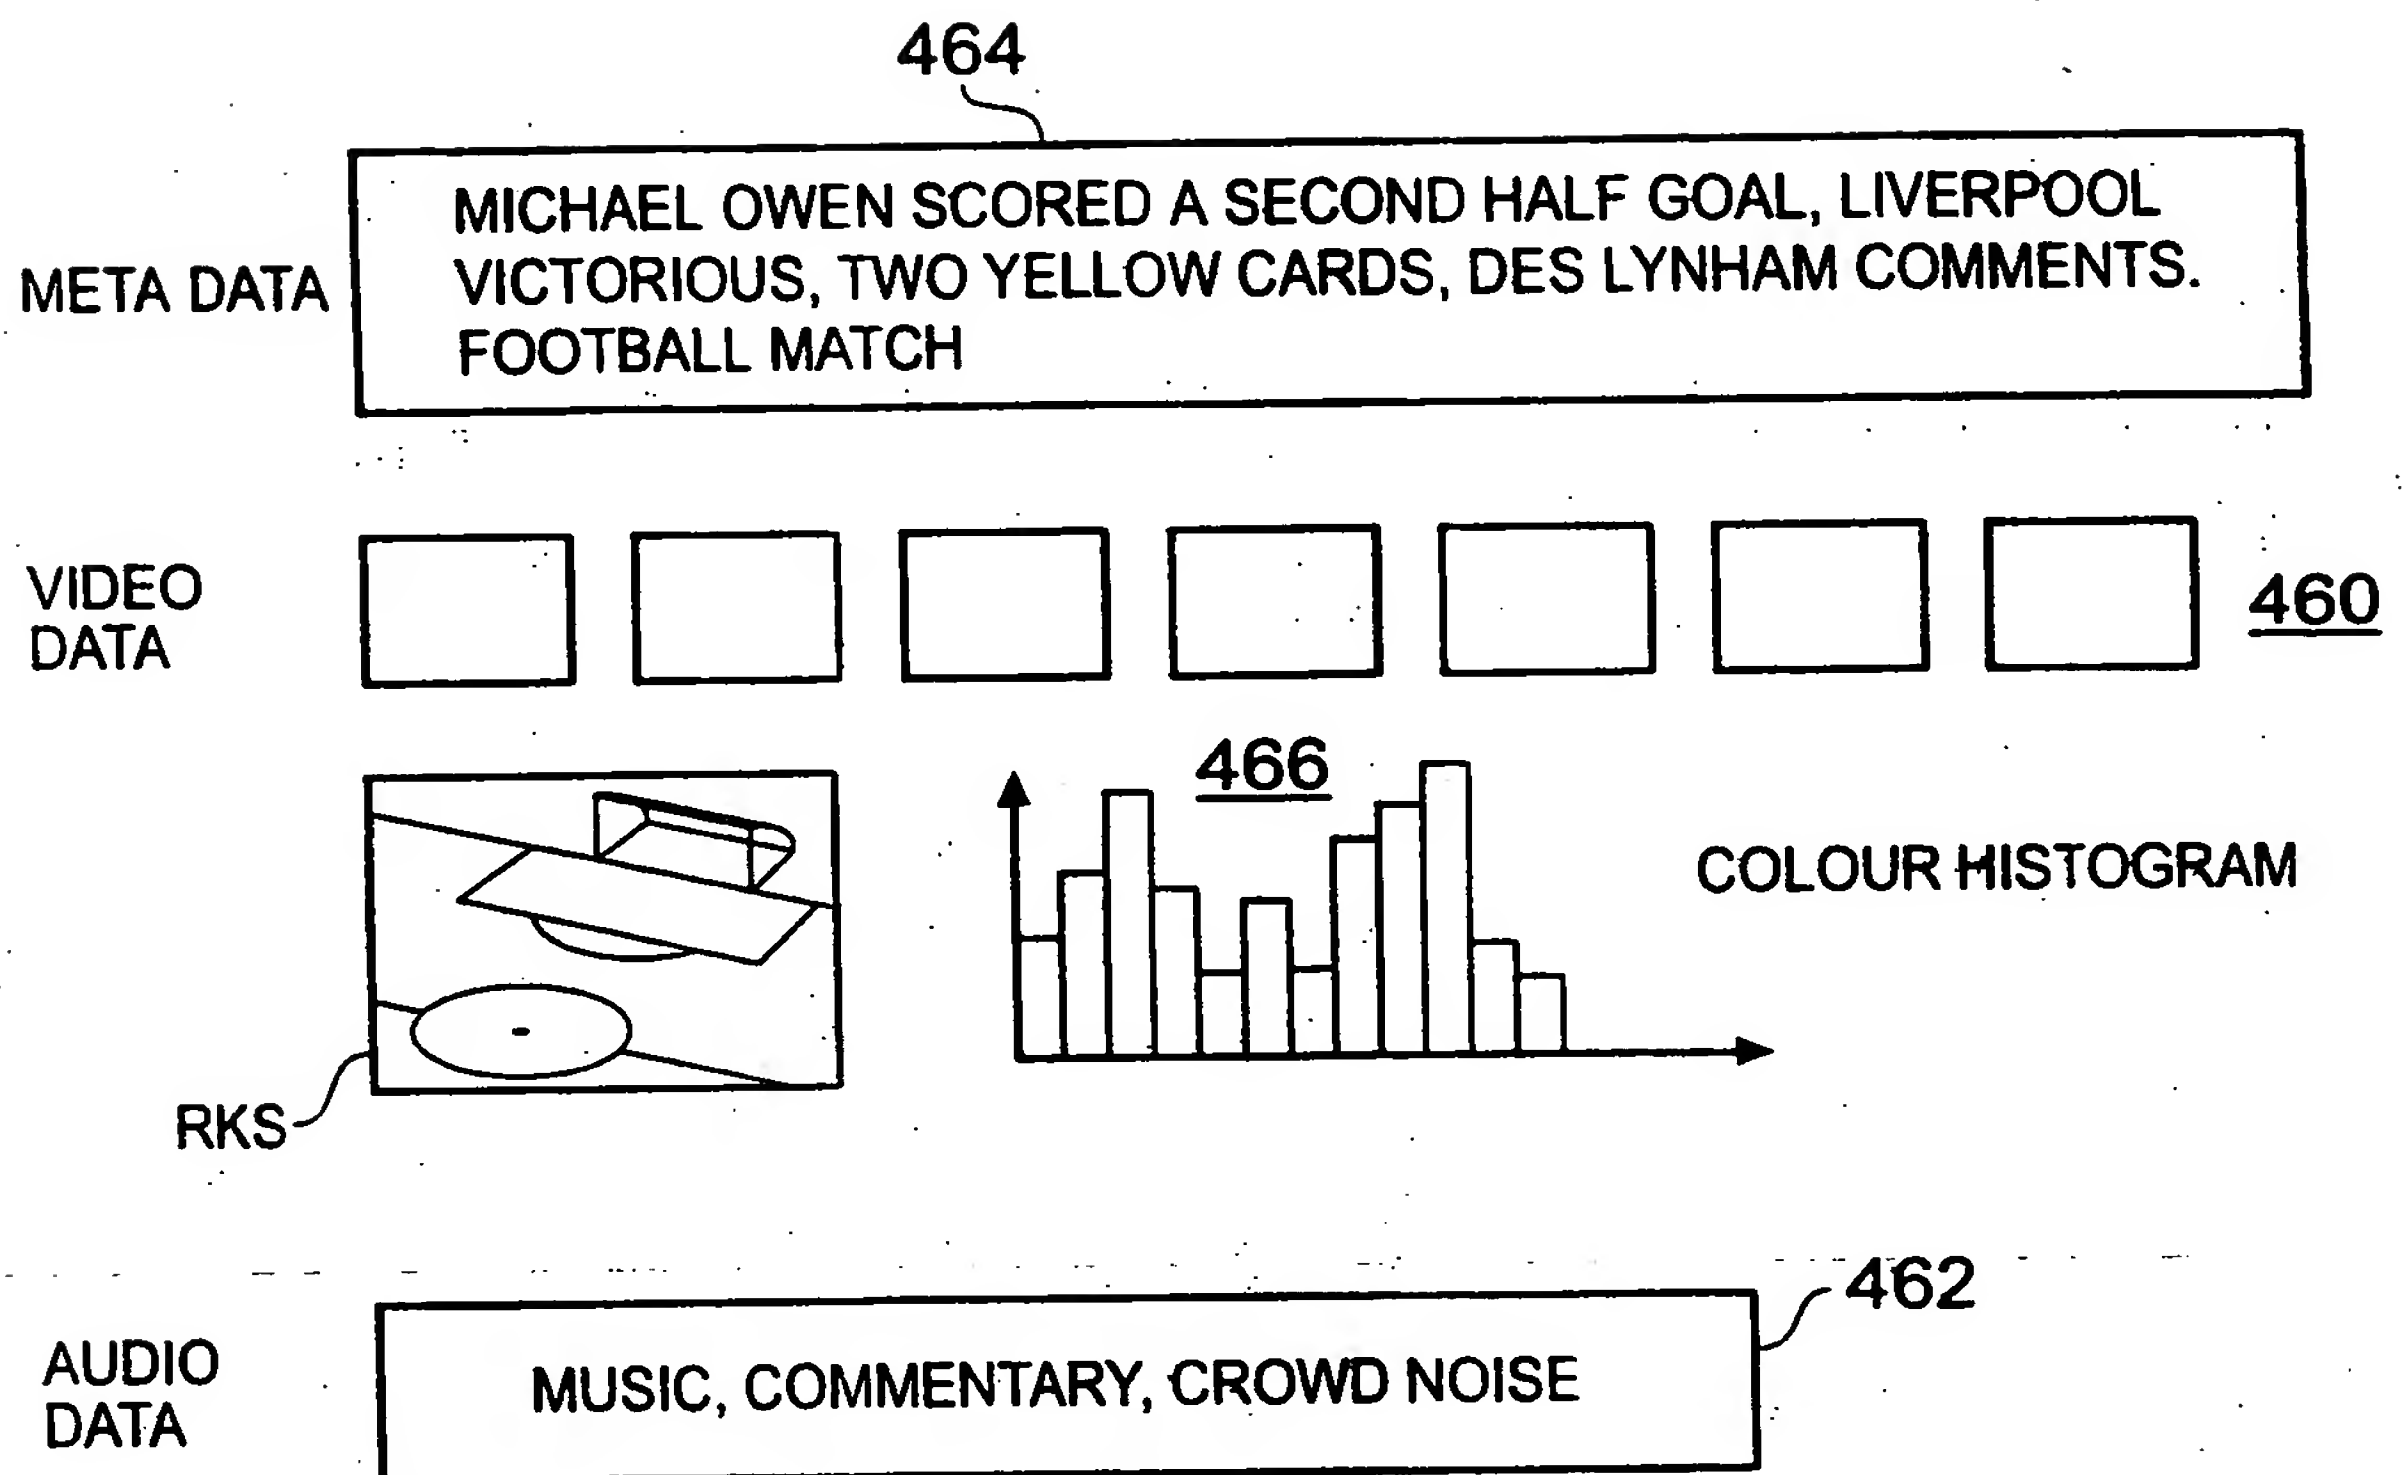 464
META DATA
MICHAEL OWEN SCORED A SECOND HALF GOAL, LIVERPOOL
VICTORIOUS, TWO YELLOW CARDS, DES LYNHAM COMMENTS.
FOOTBALL MATCH
VIDEO
DATA
460
466
COLOUR HISTOGRAM
RKS
462
AUDIO
DATA
MUSIC, COMMENTARY, CROWD NOISE